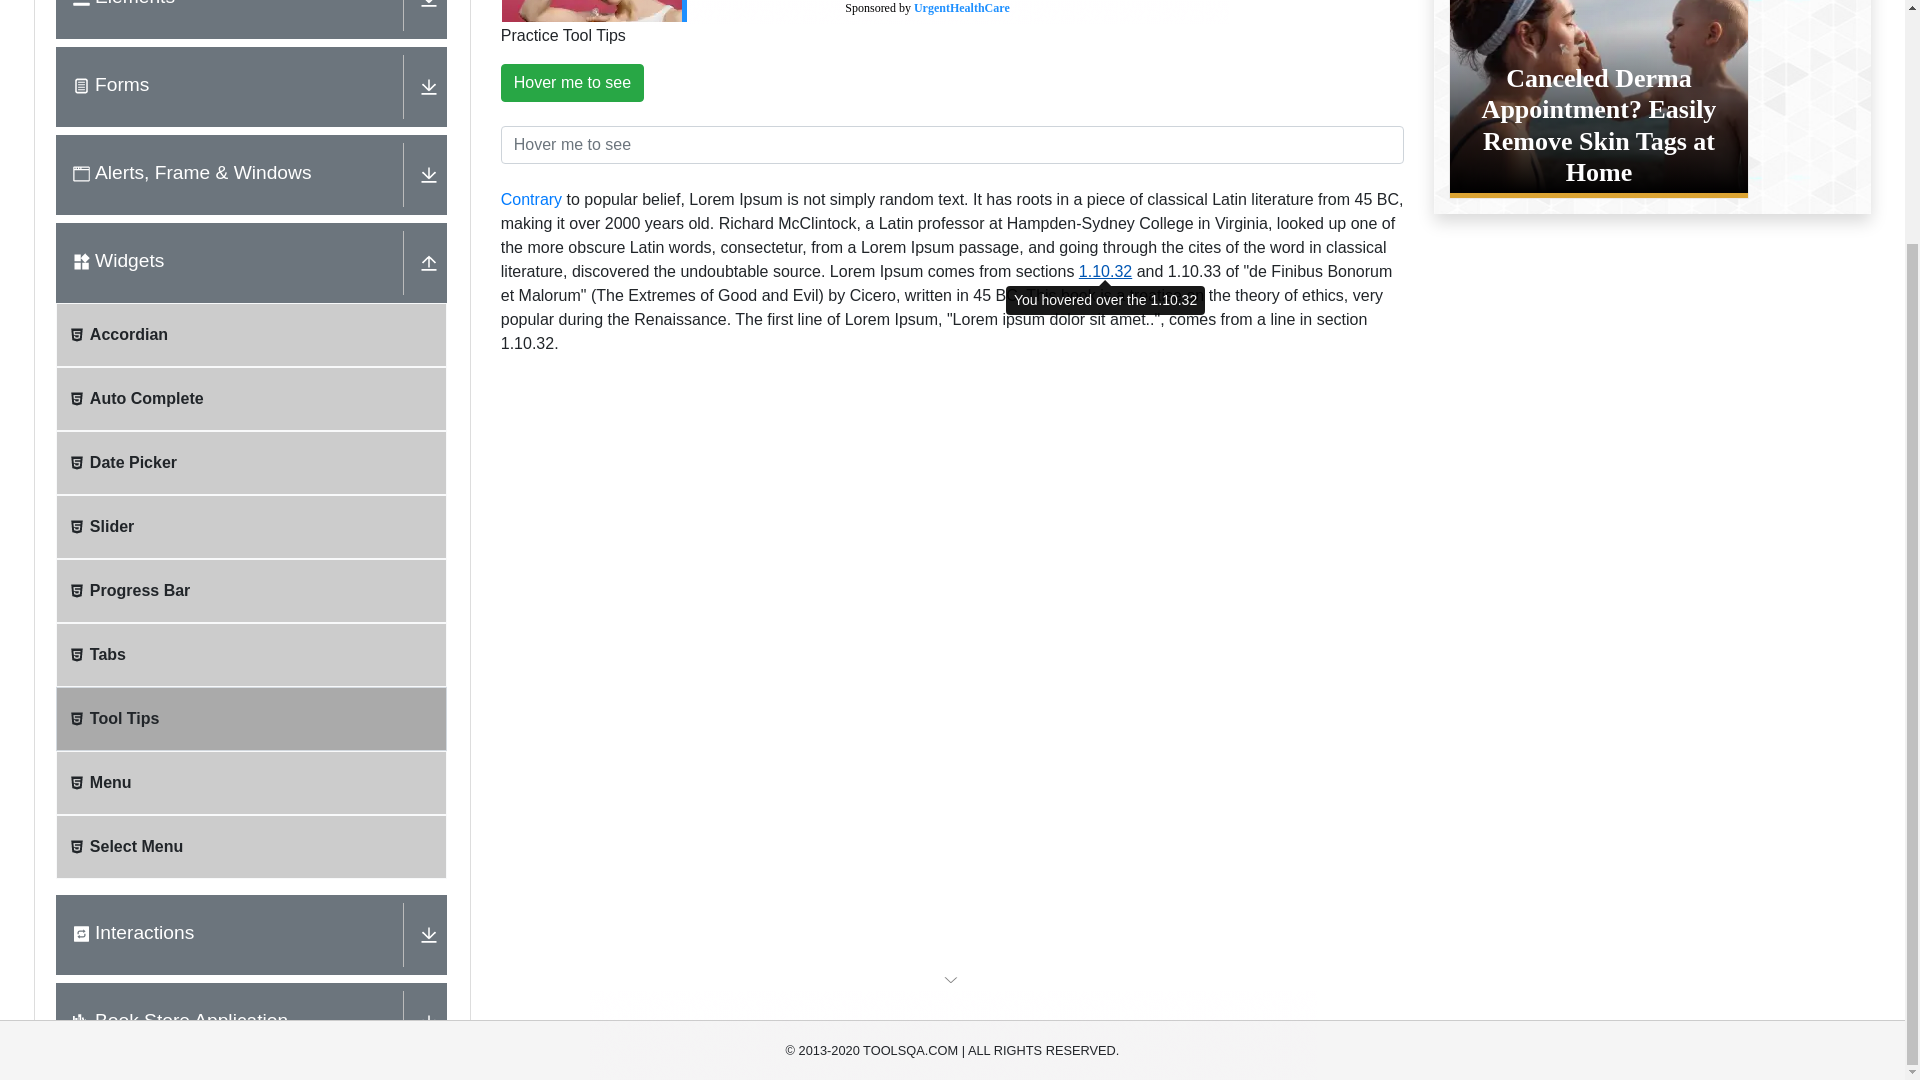 Elements
Sponsored by UrgentHealthCare
Practice Tool Tips
Forms
Hover me to see
Hover me to see
Canceled Derma
Appointment? Easily
Remove Skin Tags at
Home
Alerts, Frame & Windows
Contrary to popular belief, Lorem Ipsum is not simply random text. It has roots in a piece of classical Latin literature from 45 BC,
making it over 2000 years old. Richard McClintock, a Latin professor at Hampden-Sydney College in Virginia, looked up one of
the more obscure Latin words, consectetur, from a Lorem Ipsum passage, and going through the cites of the word in classical
literature, discovered the undoubtable source. Lorem Ipsum comes from sections 1.10.32 and 1.10.33 of "de Finibus Bonorum
et Malorum" (The Extremes of Good and Evil) by Cicero, written in 45 BC. This book is a treatise on the theory of ethics, very
You hovered over the 1.10.32
popular during the Renaissance. The first line of Lorem Ipsum, "Lorem ipsum dolor sit amet..", comes from a line in section
1.10.32.
Widgets
Accordian
Auto Complete
Date Picker
Slider
Progress Bar
Tabs
Tool Tips
Menu
Select Menu
Interactions
Book Store Application
© 2013-2020 TOOLSQA.COM | ALL RIGHTS RESERVED.